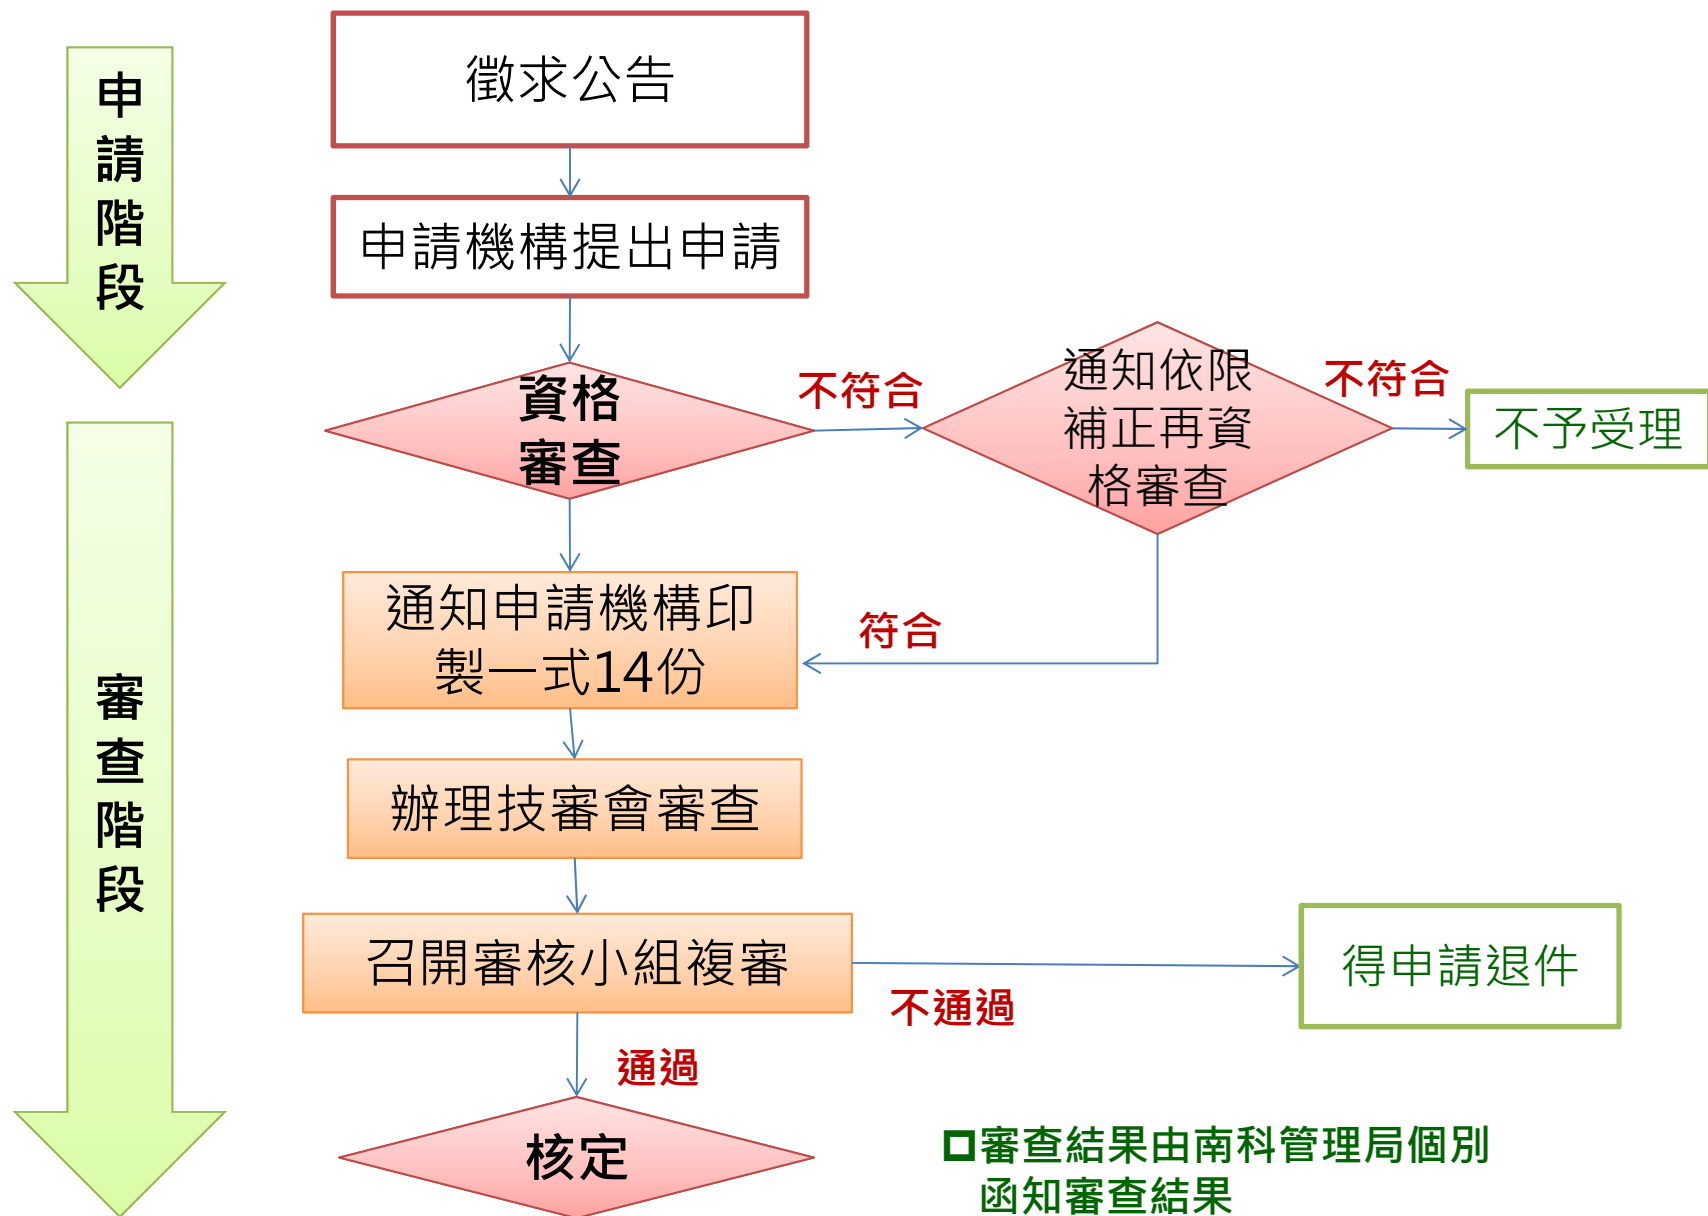 申請階段
徵求公告
申請機構提出申請
資格
審查
不符合
通知依限
補正再資
格審查
不符合
不予受理
審查階段
通知申請機構印
製一式14份
符合
辦理技審會審查
召開審核小組複審
不通過
得申請退件
通過
核定
審查結果由南科管理局個別
函知審查結果